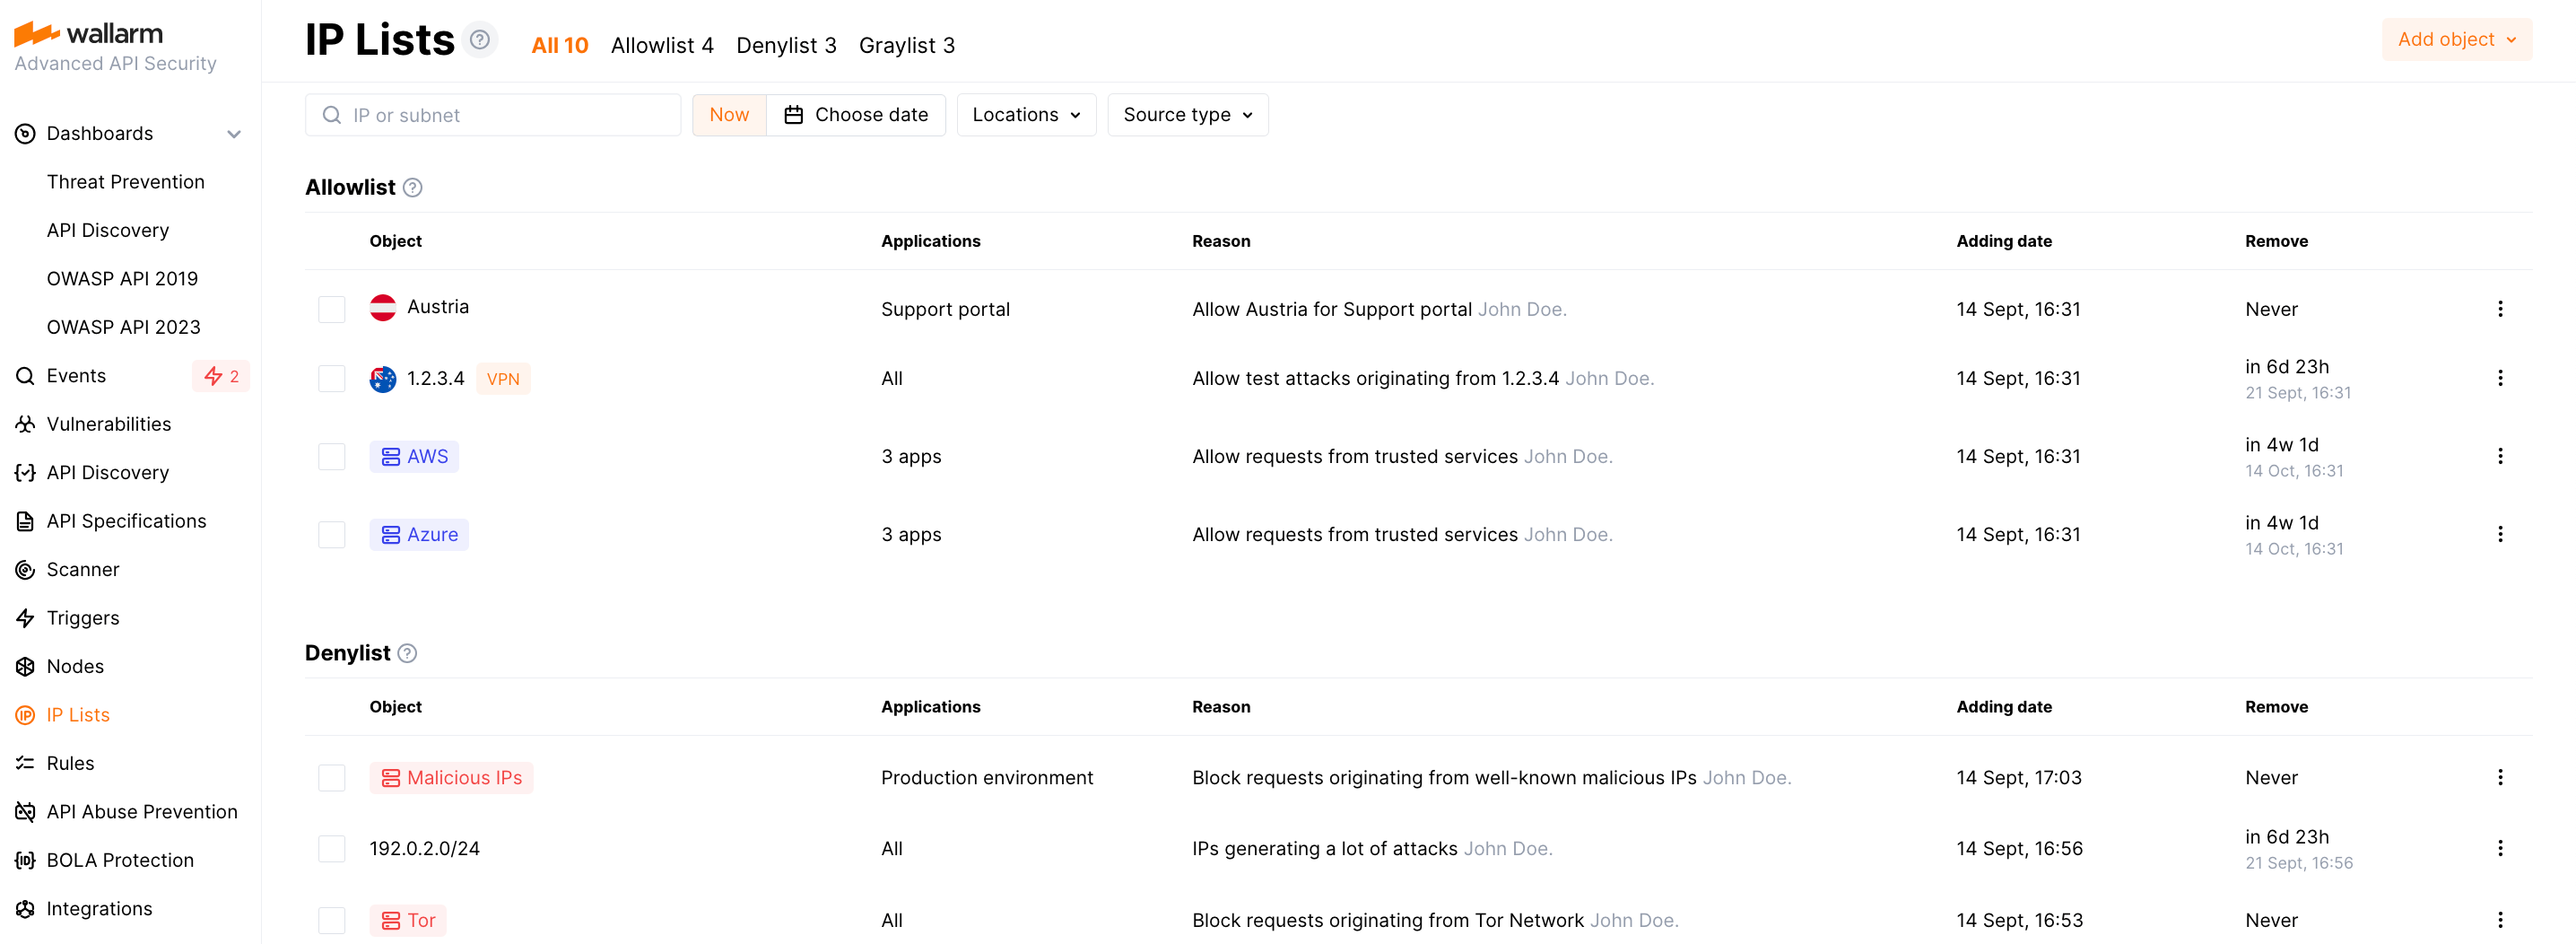 wallarm
Advanced API Security
Dashboards
Threat Prevention
API Discovery
OWASP API 2019
OWASP API 2023
Events 2
Vulnerabilities
API Discovery
API Specifications
Scanner
Triggers
Nodes
IP Lists
Rules
API Abuse Prevention
BOLA Protection
Integrations
IP Lists ? All 10 Allowlist 4 Denylist 3 Graylist 3 Add object
IP or subnet Now Choose date Locations Source type
Allowlist ?
Object Applications Reason Adding date Remove
Austria Support portal Allow Austria for Support portal John Doe. 14 Sept, 16:31 Never
1.2.3.4 VPN All Allow test attacks originating from 1.2.3.4 John Doe. 14 Sept, 16:31 in 6d 23h
21 Sept, 16:31
AWS 3 apps Allow requests from trusted services John Doe. 14 Sept, 16:31 in 4w 1d
14 Oct, 16:31
Azure 3 apps Allow requests from trusted services John Doe. 14 Sept, 16:31 in 4w 1d
14 Oct, 16:31
Denylist ?
Object Applications Reason Adding date Remove
Malicious IPs Production environment Block requests originating from well-known malicious IPs John Doe. 14 Sept, 17:03 Never
192.0.2.0/24 All IPs generating a lot of attacks John Doe. 14 Sept, 16:56 in 6d 23h
21 Sept, 16:56
Tor All Block requests originating from Tor Network John Doe. 14 Sept, 16:53 Never